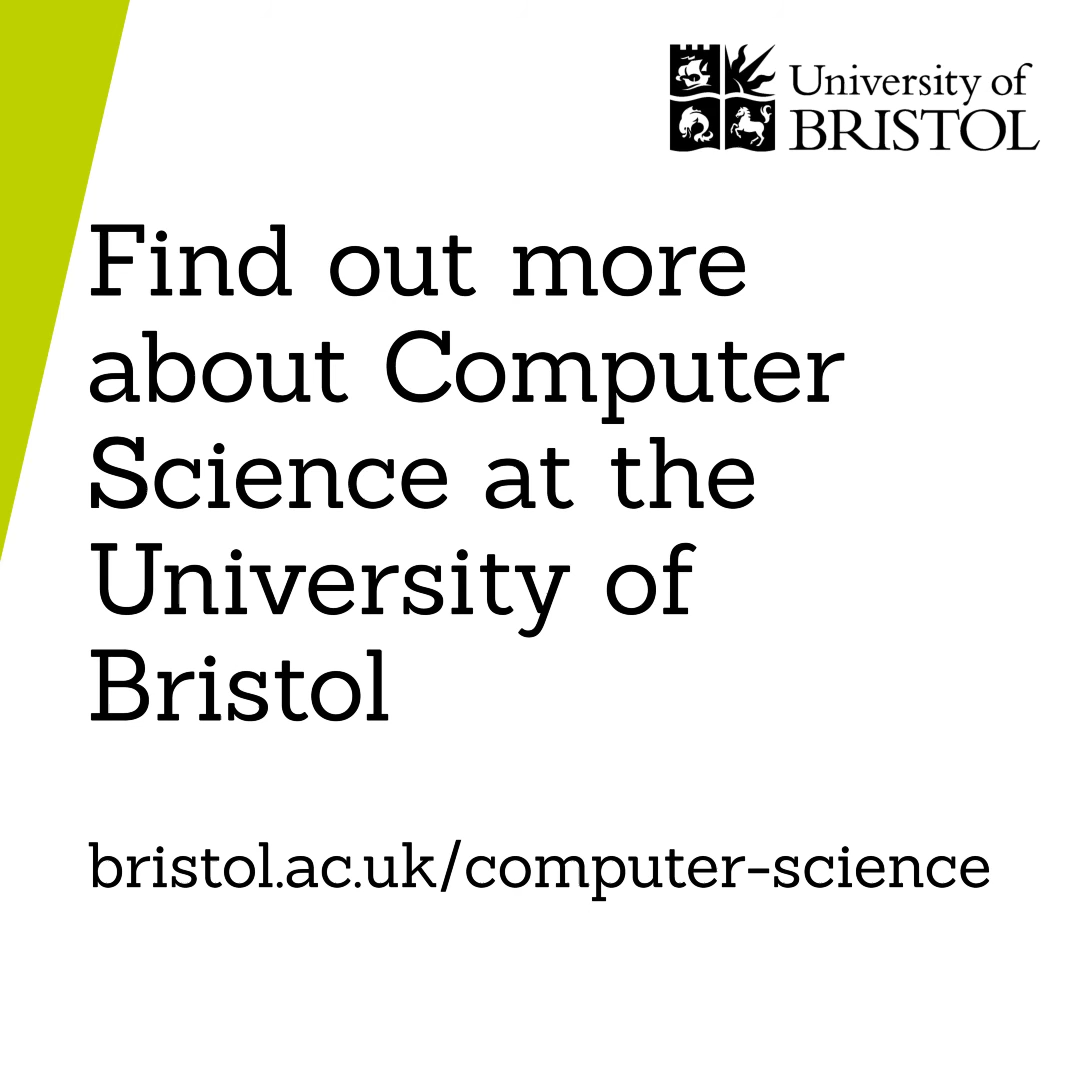 University of
BRISTOL
Find out more
about Computer
Science at the
University of
Bristol
bristol.ac.uk/computer-science